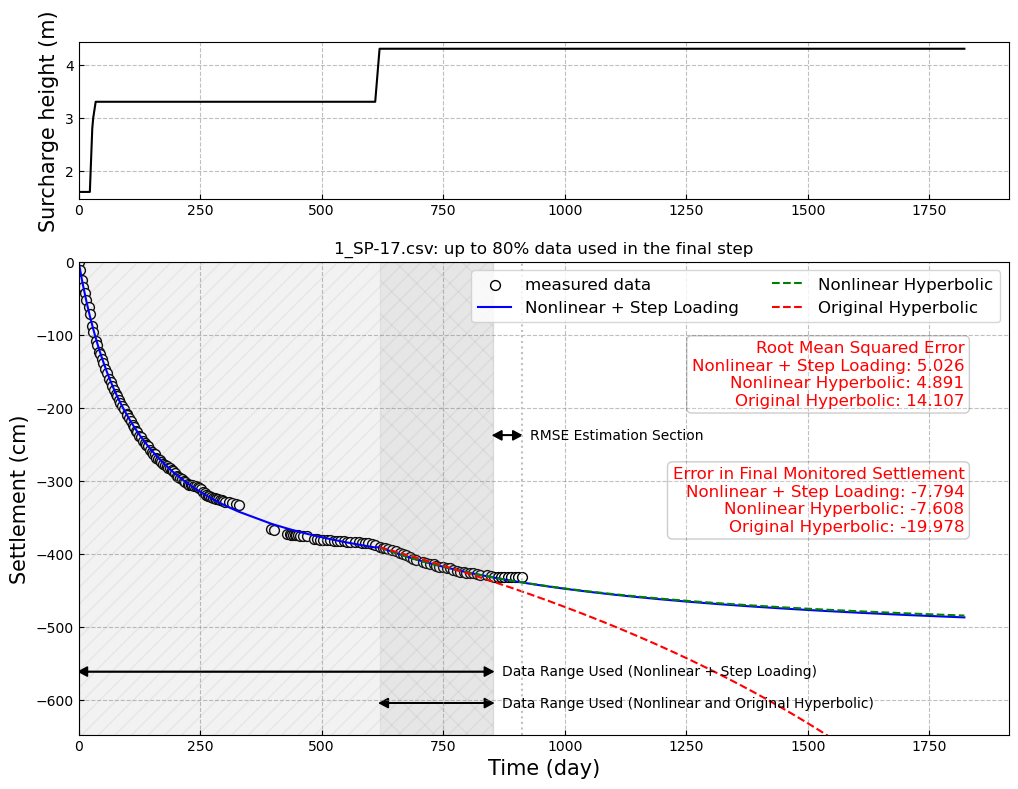 Surcharge height (m)
4
3
2
0 250 500 750 1000 1250 1500 1750
1_SP-17.csv: up to 80% data used in the final step
measured data
Nonlinear + Step Loading
Nonlinear Hyperbolic
Original Hyperbolic
Root Mean Squared Error
Nonlinear + Step Loading: 5.026
Nonlinear Hyperbolic: 4.891
Original Hyperbolic: 14.107
RMSE Estimation Section
Error in Final Monitored Settlement
Nonlinear + Step Loading: -7.794
Nonlinear Hyperbolic: -7.608
Original Hyperbolic: -19.978
Data Range Used (Nonlinear + Step Loading)
Data Range Used (Nonlinear and Original Hyperbolic)
Settlement (cm)
0
−100
−200
−300
−400
−500
−600
0 250 500 750 1000 1250 1500 1750
Time (day)